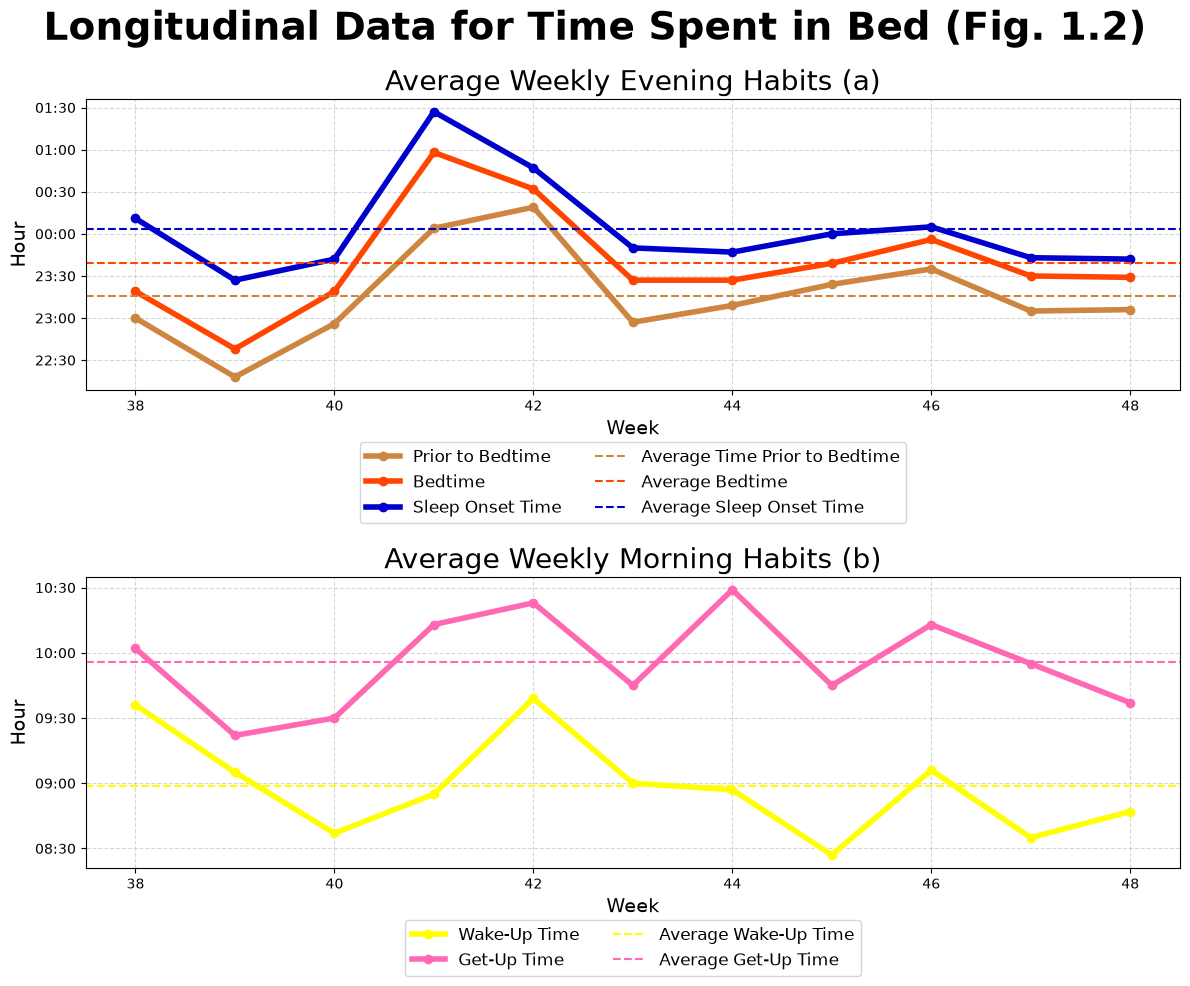 Longitudinal Data for Time Spent in Bed (Fig. 1.2)
Average Weekly Evening Habits (a)
01:30
01:00
00:30
00:00
23:30
23:00
22:30
Hour
38 40 42 44 46 48
Week
Prior to Bedtime Average Time Prior to Bedtime
Bedtime Average Bedtime
Sleep Onset Time Average Sleep Onset Time
Average Weekly Morning Habits (b)
10:30
10:00
09:30
09:00
08:30
Hour
38 40 42 44 46 48
Week
Wake-Up Time Average Wake-Up Time
Get-Up Time Average Get-Up Time